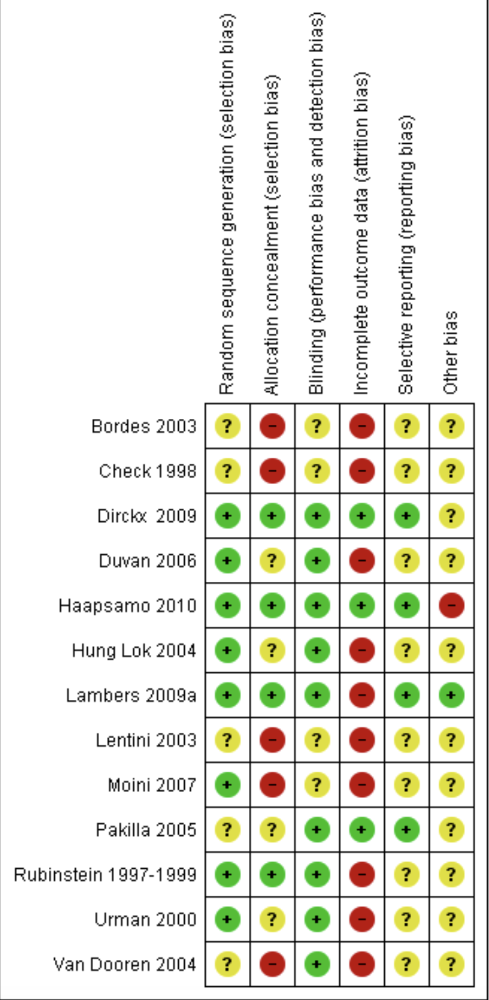 Random sequence generation (selection bias)
Allocation concealment (selection bias)
Blinding (performance bias and detection bias)
Incomplete outcome data (attrition bias)
Selective reporting (reporting bias)
Other bias
Bordes 2003 ? - ? - ? ?
Check 1998 ? - ? - ? ?
Dirckx 2009 + + + + + ?
Duvan 2006 + ? + - ? ?
Haapsamo 2010 + + + + + -
Hung Lok 2004 + ? + - ? ?
Lambers 2009a + + + - + +
Lentini 2003 ? - ? - ? ?
Moini 2007 + - ? - ? ?
Pakilla 2005 ? ? + + + ?
Rubinstein 1997-1999 + + + - ? ?
Urman 2000 + ? + - ? ?
Van Dooren 2004 ? - + - ? ?